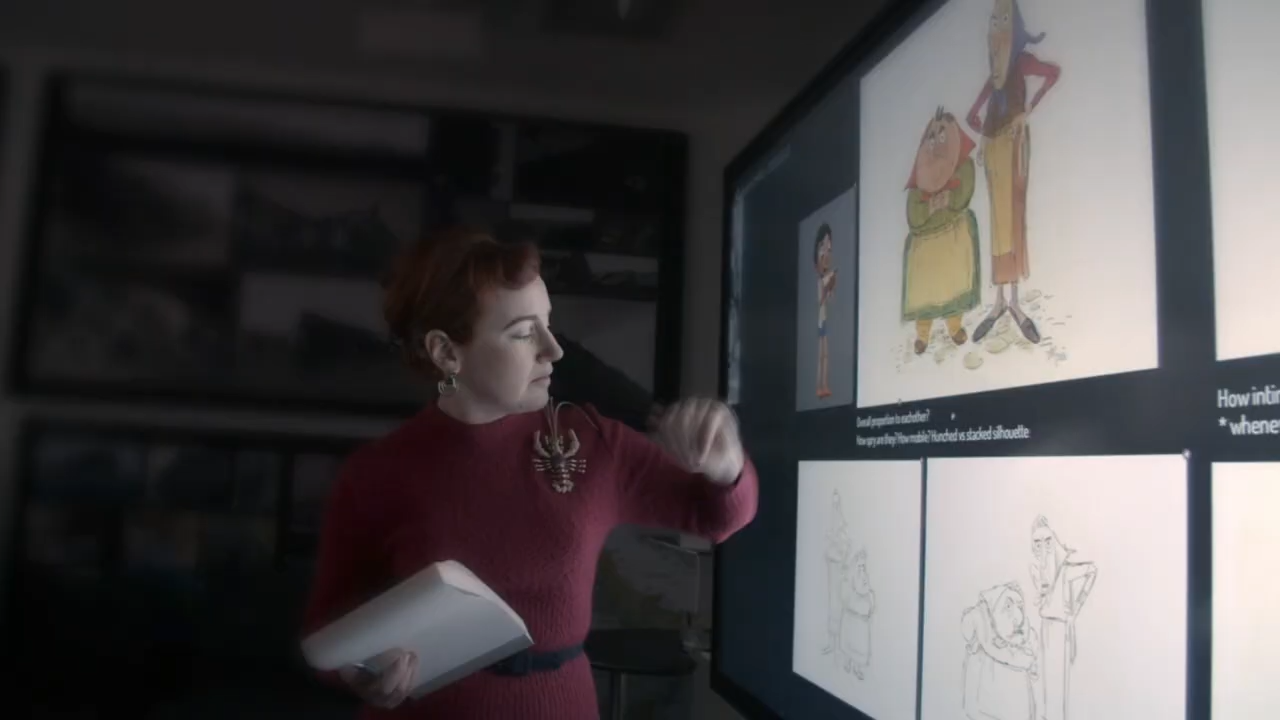 Overall proportion to eachother?
How spry are they? How mobile? Hunched vs stacked silhouette
How inti
* whene